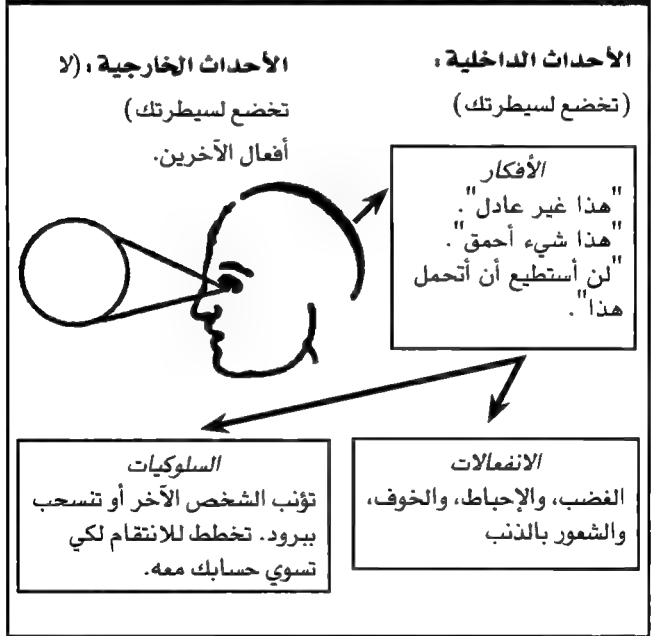 الأحداث الداخلية:
(تخضع لسيطرتك)
الأحداث الخارجية: (لا
تخضع لسيطرتك)
أفعال الآخرين.
الأفكار
"هذا غير عادل".
"هذا شيء أحمق".
"لن أستطيع أن أتحمل
هذا".
الانفعالات
الغضب، والإحباط، والخوف،
والشعور بالذنب
السلوكيات
تؤنب الشخص الآخر أو تنسحب
ببرود. تخطط للانتقام لكي
تسوي حسابك معه.